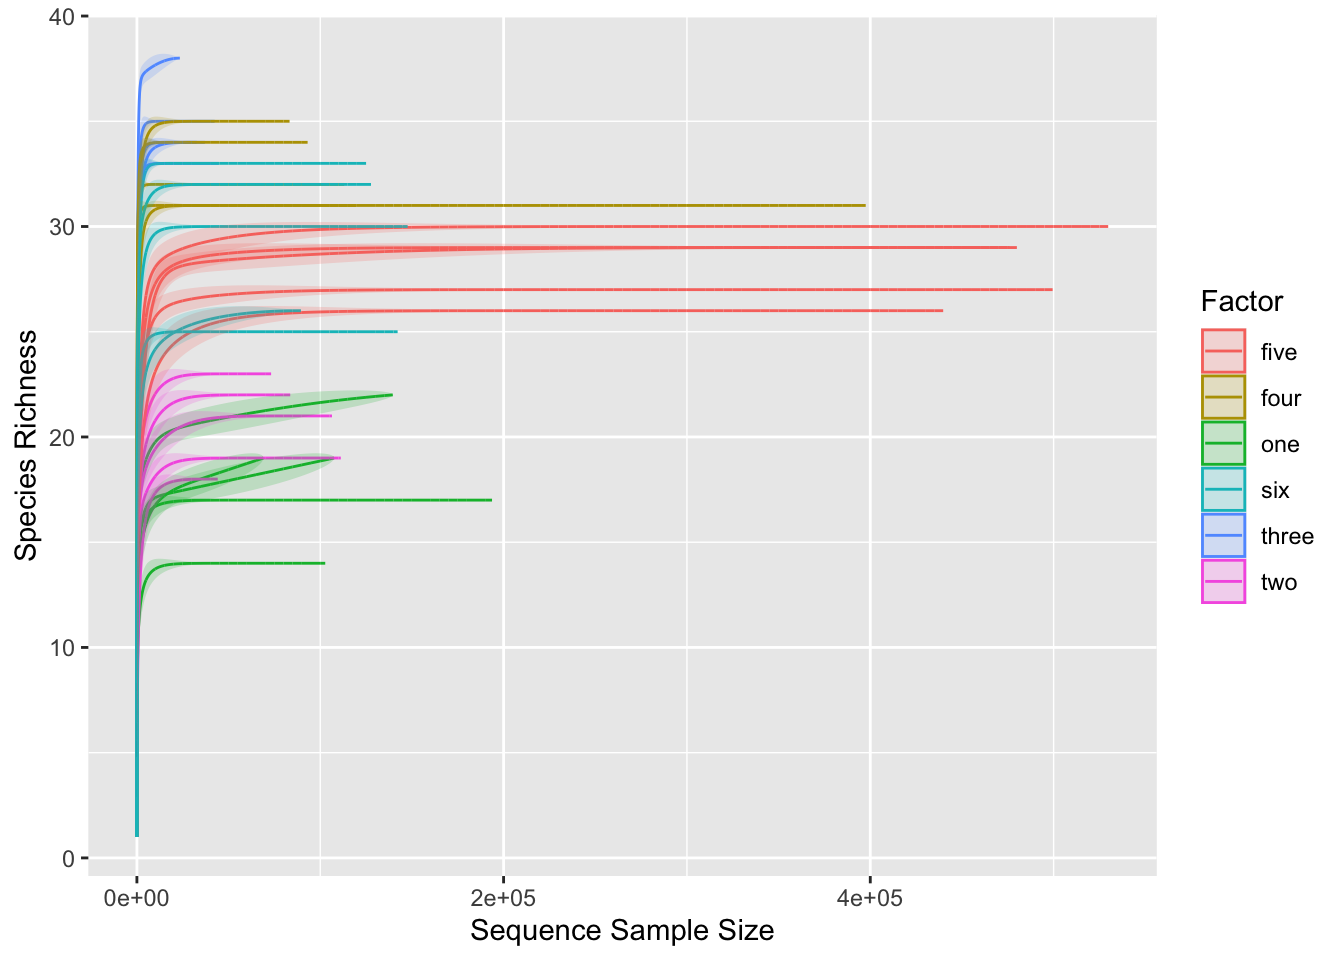 40
30
20
10
0
Species Richness
0e+00
2e+05
4e+05
Sequence Sample Size
Factor
five
four
one
six
three
two